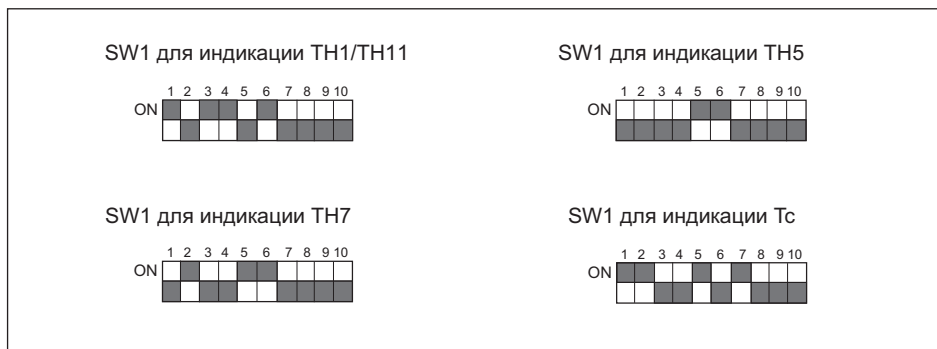 SW1 для индикации TH1/TH11
1 2 3 4 5 6 7 8 9 10
ON
SW1 для индикации TH5
1 2 3 4 5 6 7 8 9 10
ON
SW1 для индикации TH7
1 2 3 4 5 6 7 8 9 10
ON
SW1 для индикации Tc
1 2 3 4 5 6 7 8 9 10
ON